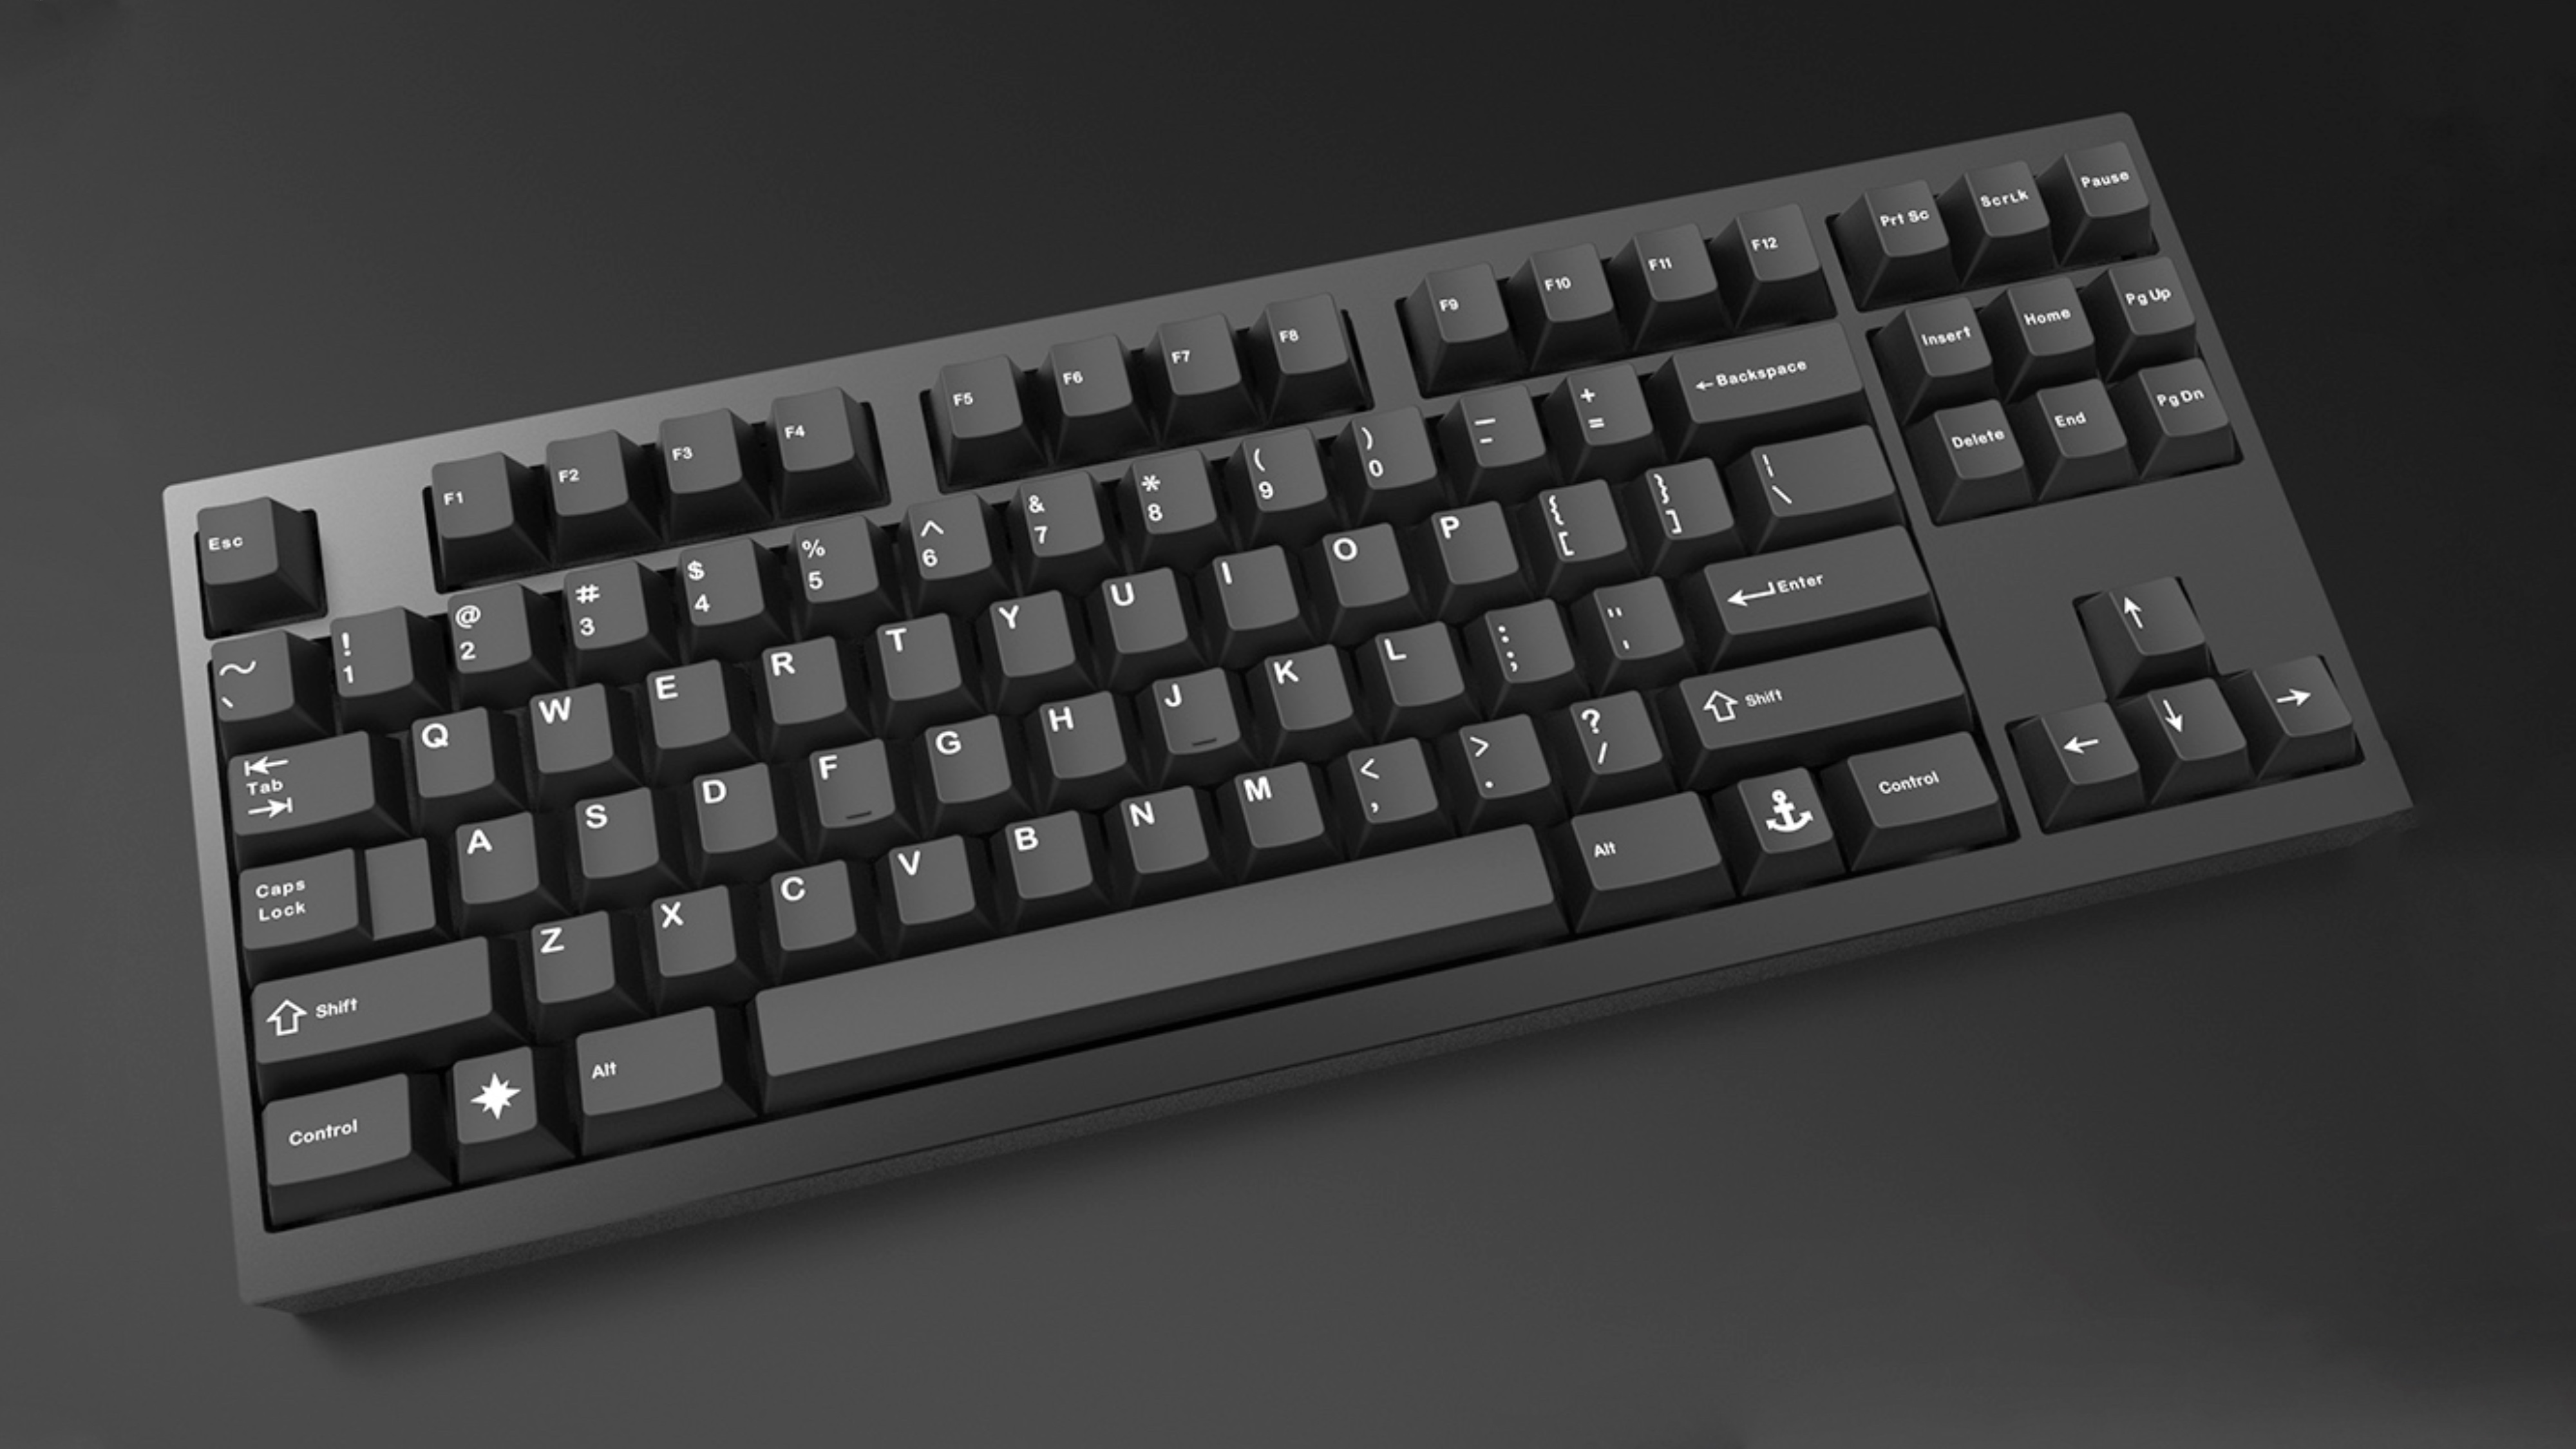 Esc F1 F2 F3 F4 F5 F6 F7 F8 F9 F10 F11 F12 Prt Sc ScrLk Pause
~ ! @ # $ % ^ & * ( ) _ +
` 1 2 3 4 5 6 7 8 9 0 - = ←Backspace Insert Home Pg Up
Tab Q W E R T Y U I O P { } |
[ ] \ Delete End Pg Dn
Caps
Lock
A S D F G H J K L : "
; ' Enter
Shift Z X C V B N M < > ?
, . / Shift ↑
Control Alt Alt Control ← ↓ →